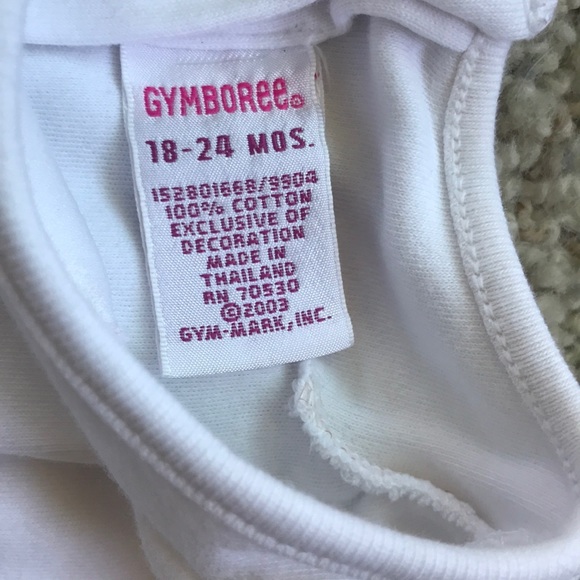 GYMBOREE®
18-24 MOS.
152801668/9904
100% COTTON
EXCLUSIVE OF
DECORATION
MADE IN
THAILAND
RN 70530
©2003
GYM-MARK, INC.